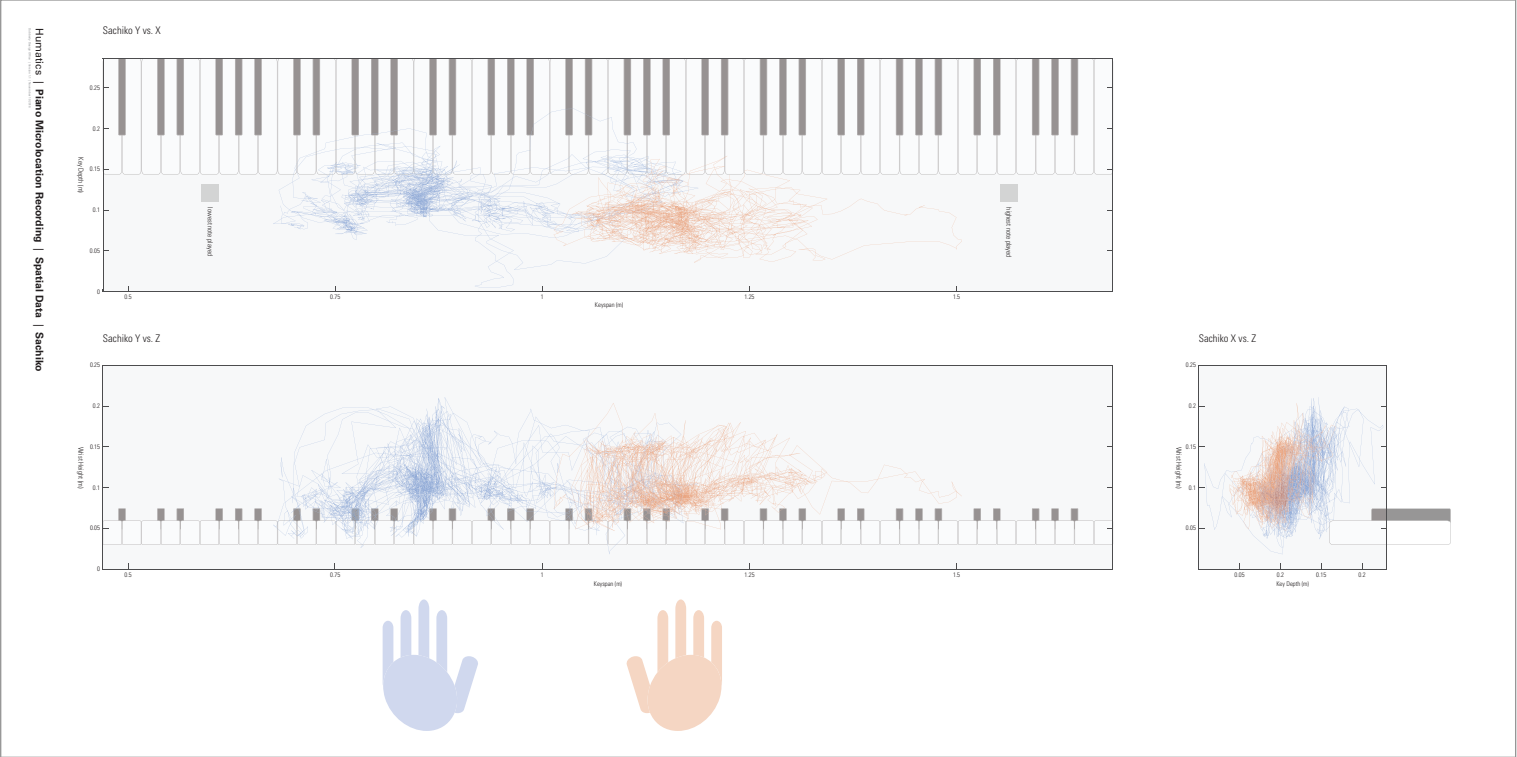 Humatics | Piano Microlocation Recording | Spatial Data | Sachiko
Sachiko Y vs. X
Key Depth (m)
0.25
0.2
0.15
0.1
0.05
0
lowest note played
highest note played
0.5
0.75
1
1.25
1.5
Keyspan (m)
Sachiko Y vs. Z
Wrist Height (m)
0.25
0.2
0.15
0.1
0.05
0
0.5
0.75
1
1.25
1.5
Keyspan (m)
Sachiko X vs. Z
Wrist Height (m)
0.25
0.2
0.15
0.1
0.05
0.05
0.2
0.15
0.2
Key Depth (m)